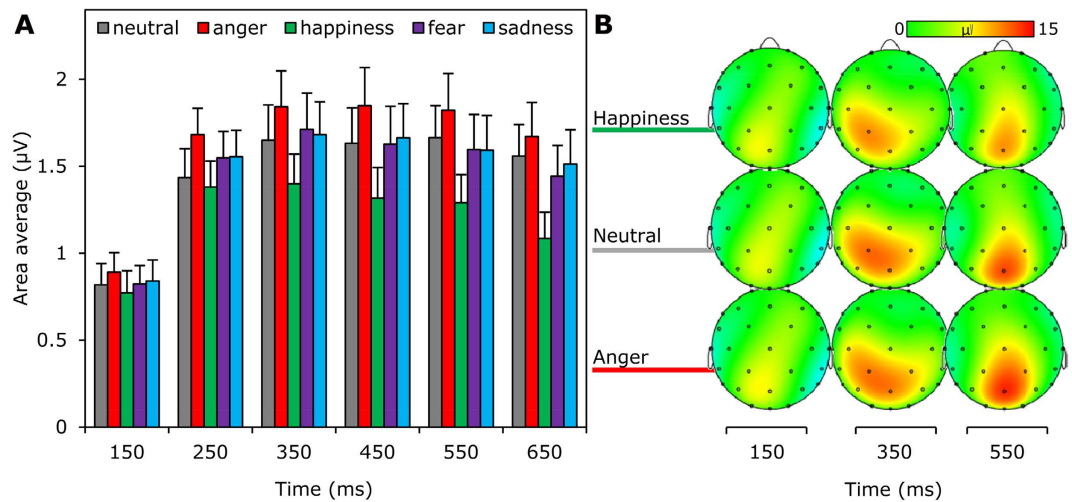 A
neutral anger happiness fear sadness
2
1.5
1
0.5
0
Area average (µV)
150 250 350 450 550 650
Time (ms)
B
0 µV 15
Happiness
Neutral
Anger
150 350 550
Time (ms)